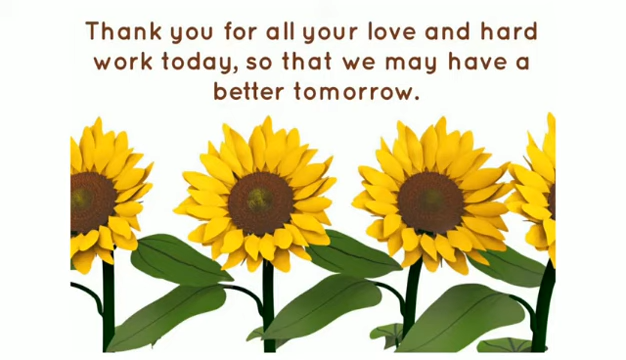 Thank you for all your love and hard
work today, so that we may have a
better tomorrow.